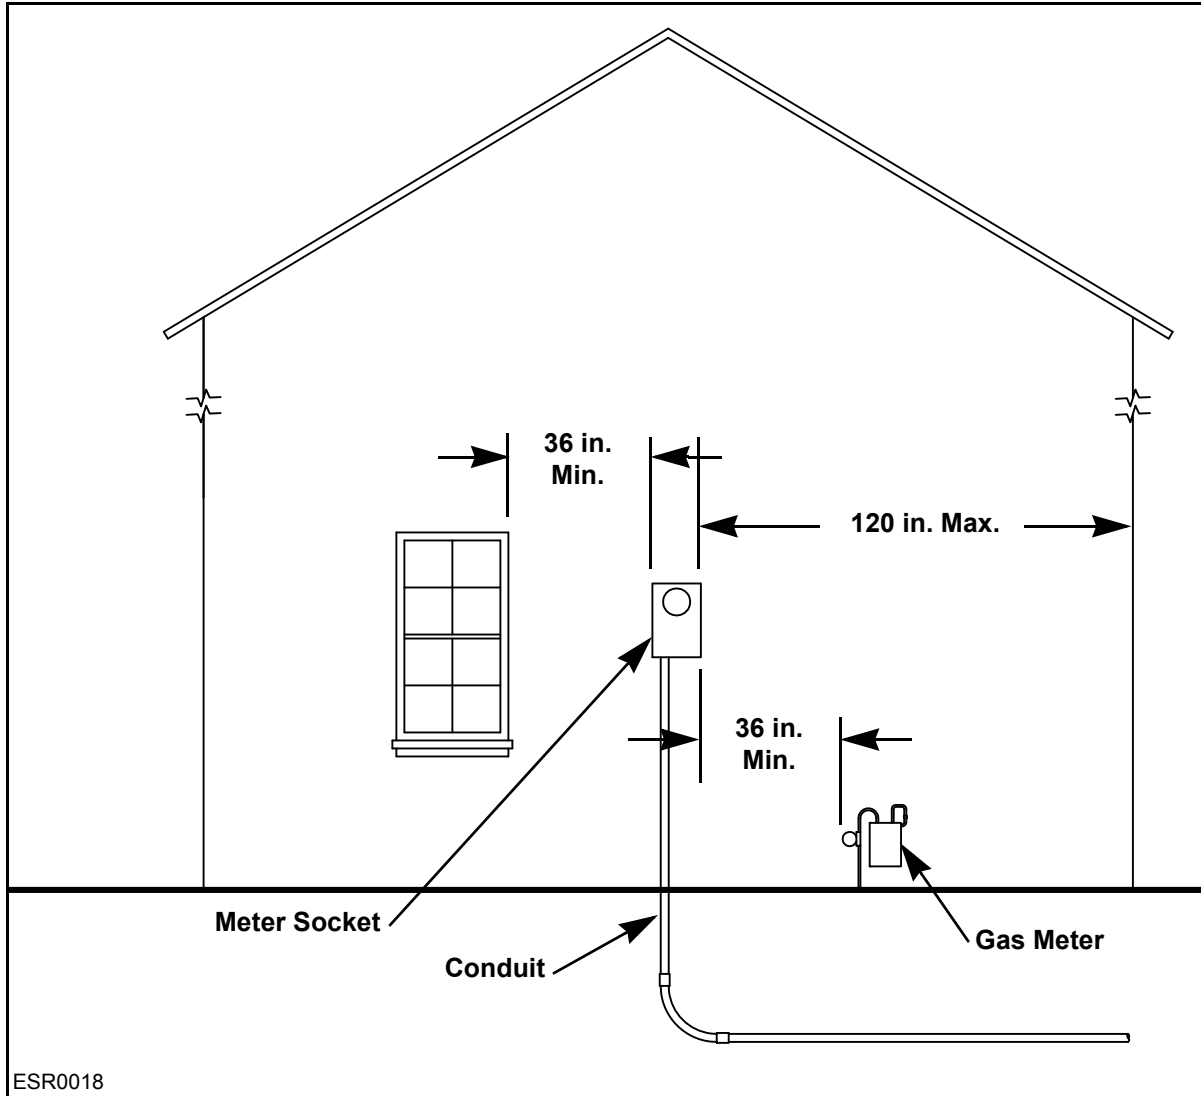 36 in.
Min.
120 in. Max.
36 in.
Min.
Meter Socket
Gas Meter
Conduit
ESR0018